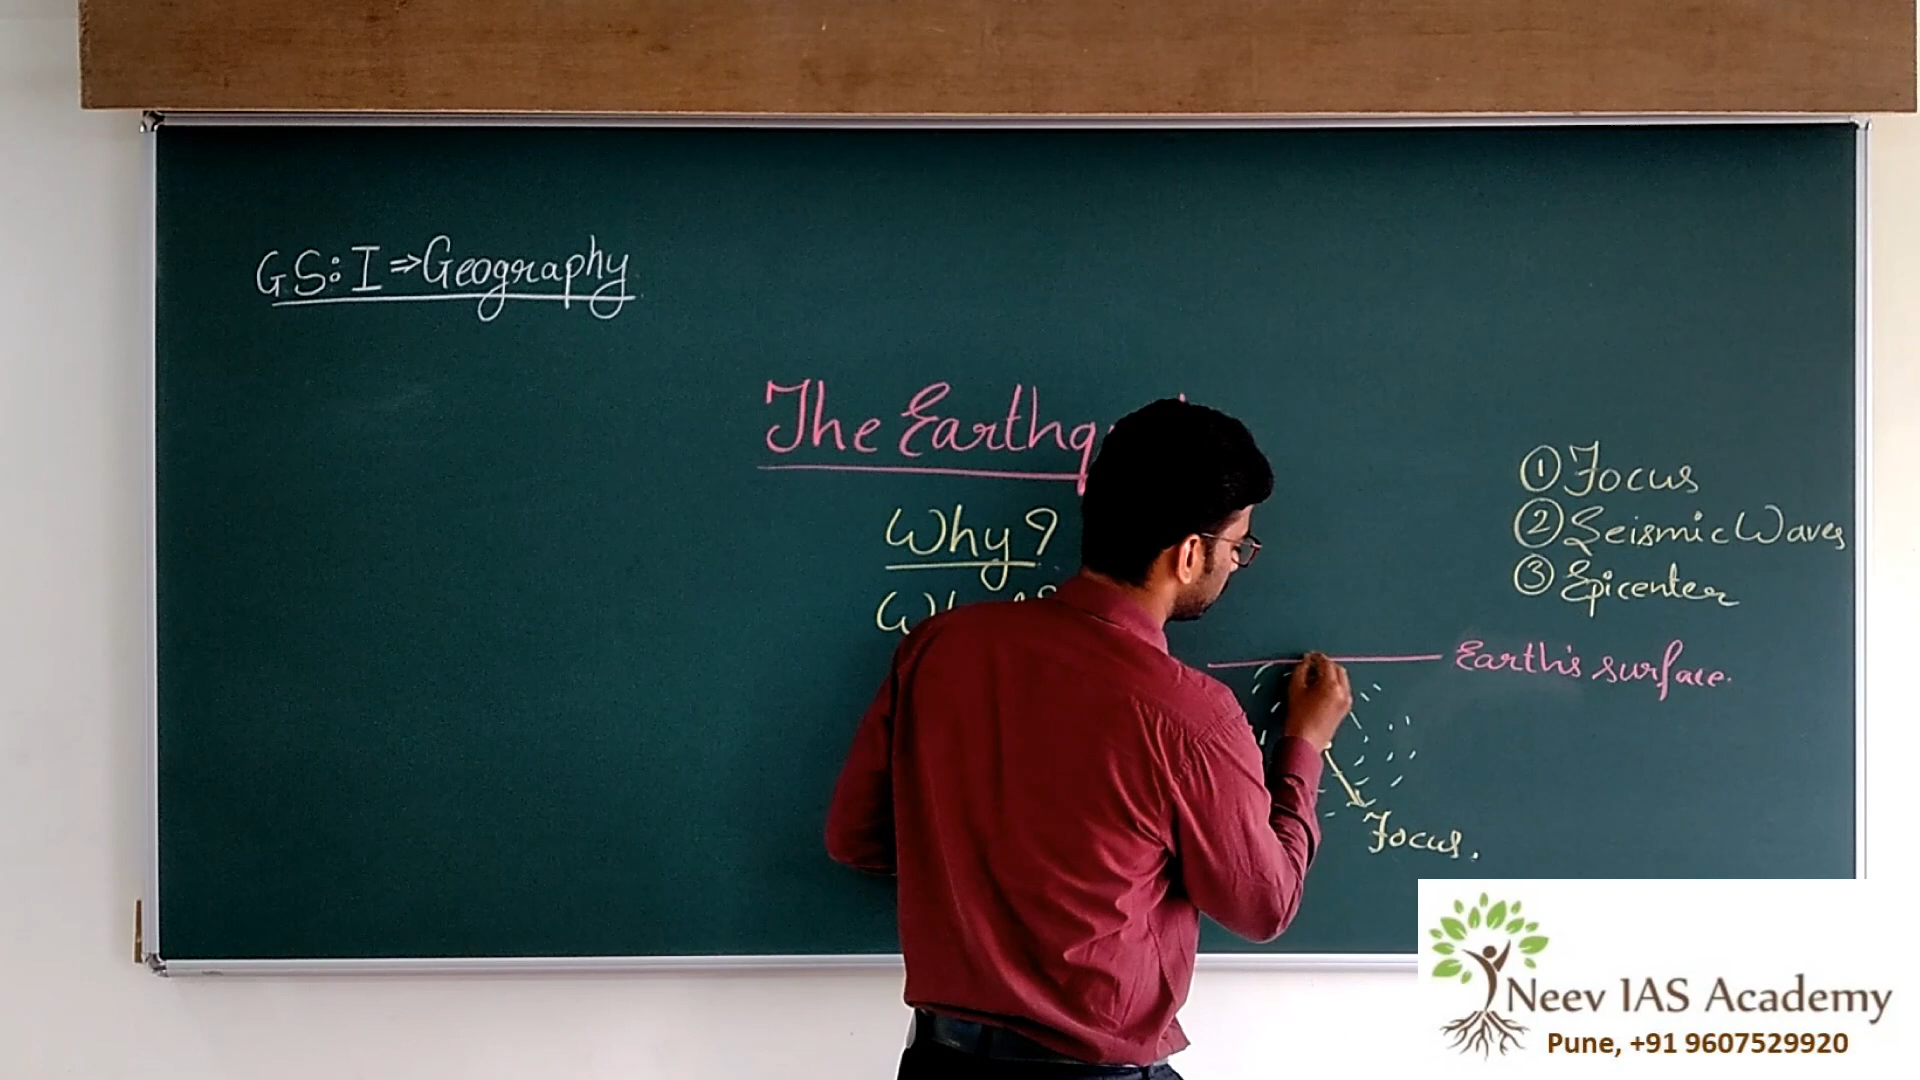 GS: I ⇒ Geography
The Earthq
Why?
① Focus
② Seismic Waves
③ Epicenter
Earth's surface.
Focus.
Neev IAS Academy
Pune, +91 9607529920